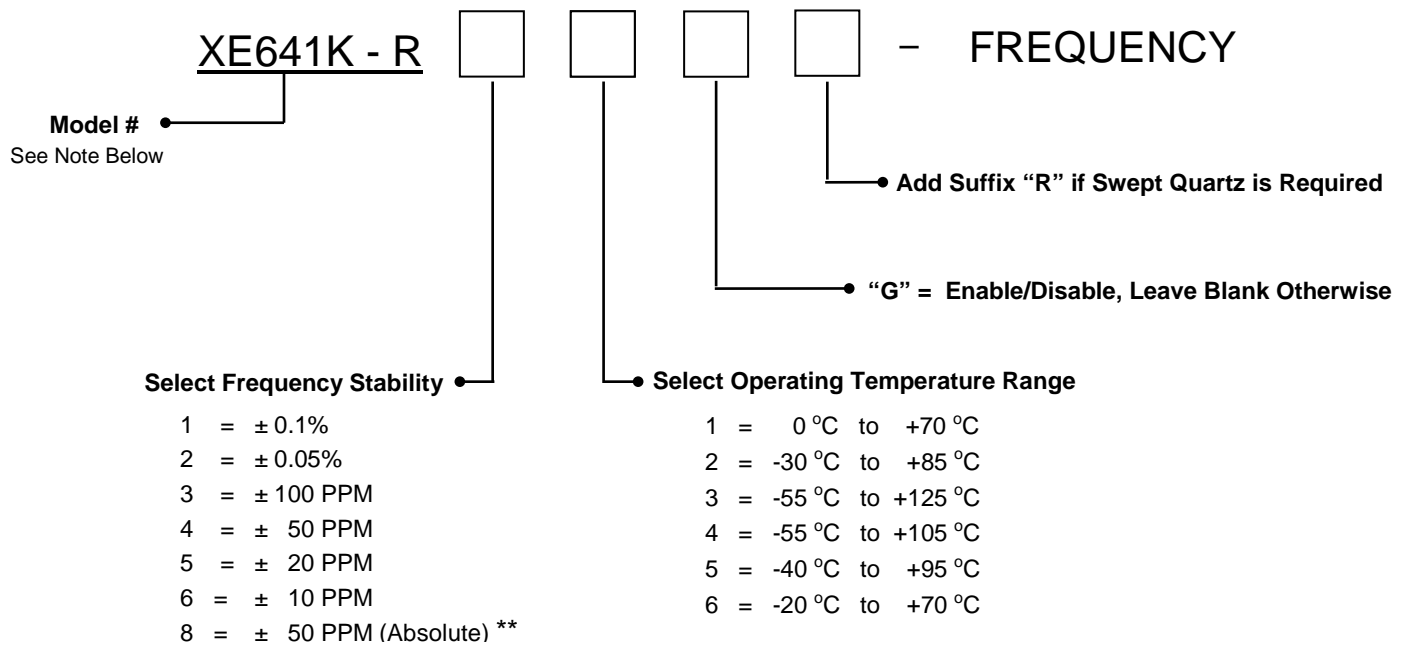 XE641K - R – FREQUENCY
Model #
See Note Below
Add Suffix “R” if Swept Quartz is Required
“G” = Enable/Disable, Leave Blank Otherwise
Select Frequency Stability
1 = ± 0.1%
2 = ± 0.05%
3 = ± 100 PPM
4 = ± 50 PPM
5 = ± 20 PPM
6 = ± 10 PPM
8 = ± 50 PPM (Absolute) **
Select Operating Temperature Range
1 = 0 °C to +70 °C
2 = -30 °C to +85 °C
3 = -55 °C to +125 °C
4 = -55 °C to +105 °C
5 = -40 °C to +95 °C
6 = -20 °C to +70 °C